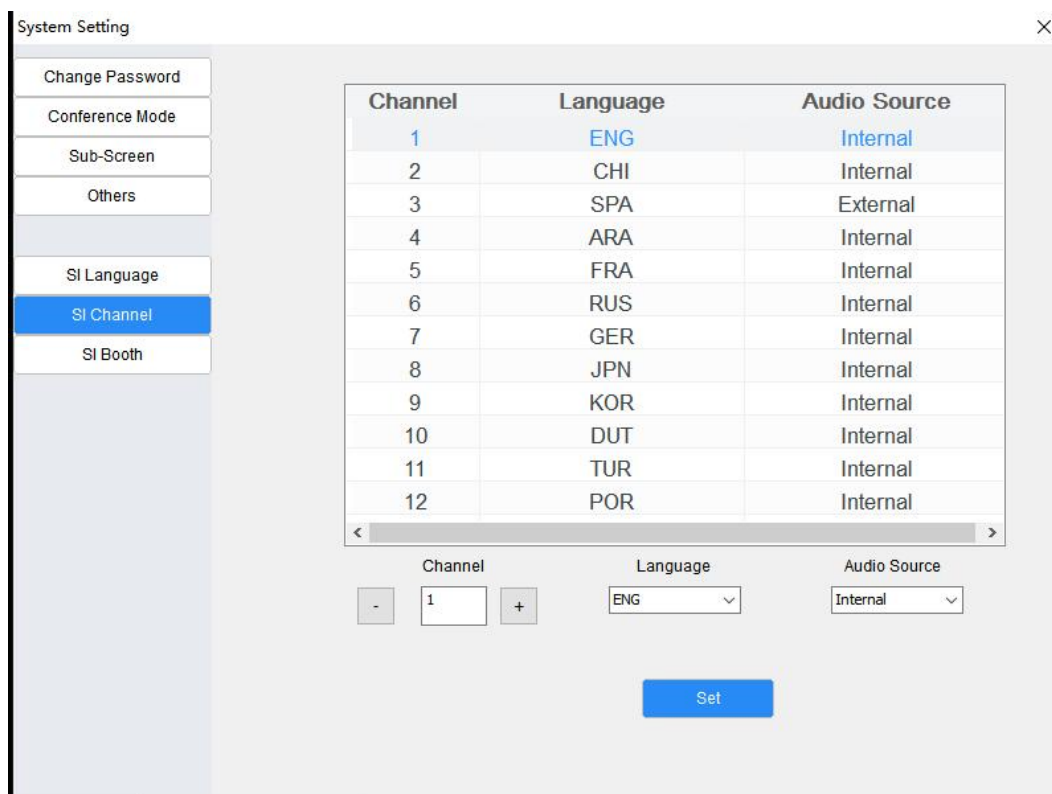 System Setting
Change Password
Conference Mode
Sub-Screen
Others
SI Language
SI Channel
SI Booth
Channel Language Audio Source
1 ENG Internal
2 CHI Internal
3 SPA External
4 ARA Internal
5 FRA Internal
6 RUS Internal
7 GER Internal
8 JPN Internal
9 KOR Internal
10 DUT Internal
11 TUR Internal
12 POR Internal
Channel Language Audio Source
- 1 + ENG Internal
Set